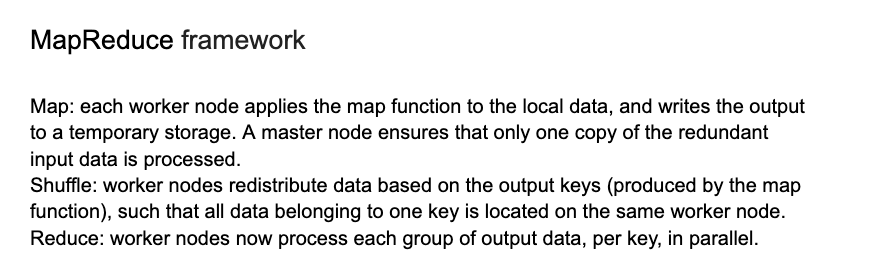 MapReduce framework
Map: each worker node applies the map function to the local data, and writes the output
to a temporary storage. A master node ensures that only one copy of the redundant
input data is processed.
Shuffle: worker nodes redistribute data based on the output keys (produced by the map
function), such that all data belonging to one key is located on the same worker node.
Reduce: worker nodes now process each group of output data, per key, in parallel.